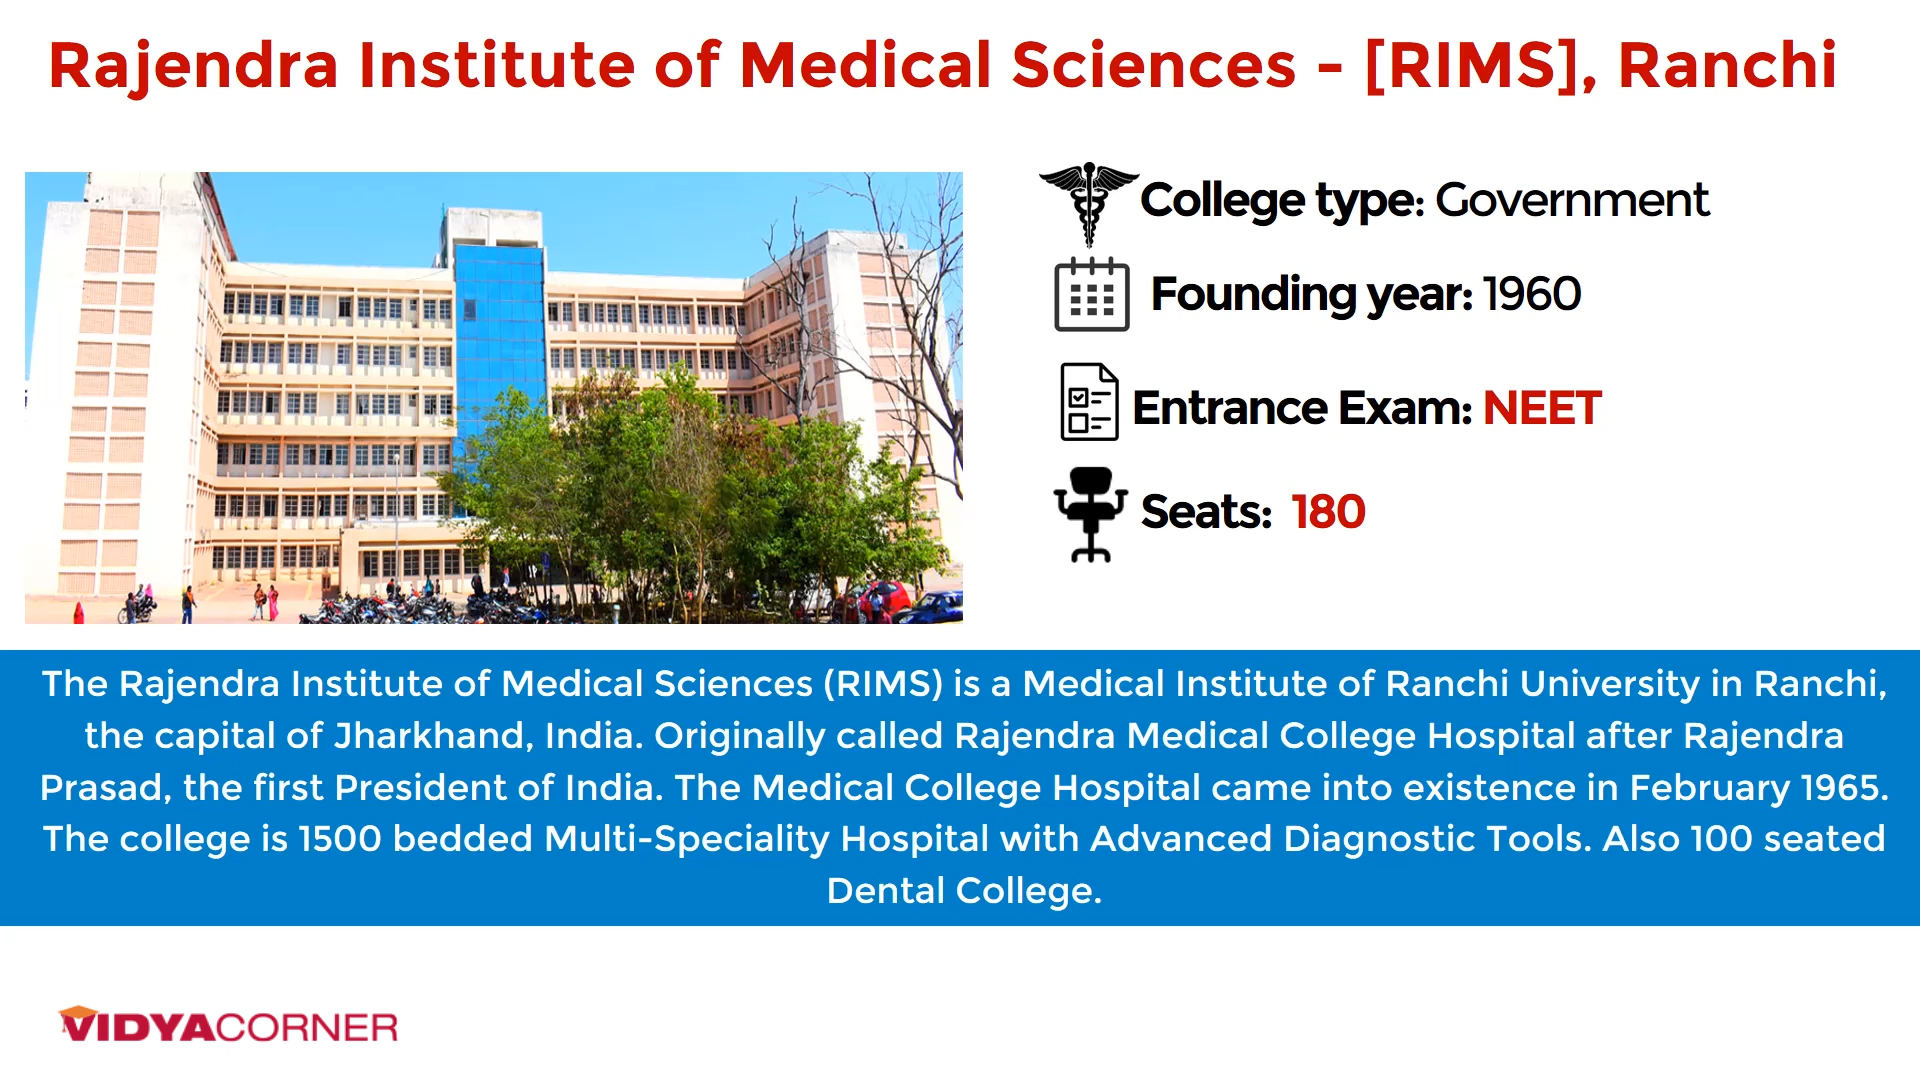 Rajendra Institute of Medical Sciences - [RIMS], Ranchi
College type: Government
Founding year: 1960
Entrance Exam: NEET
Seats: 180
The Rajendra Institute of Medical Sciences (RIMS) is a Medical Institute of Ranchi University in Ranchi,
the capital of Jharkhand, India. Originally called Rajendra Medical College Hospital after Rajendra
Prasad, the first President of India. The Medical College Hospital came into existence in February 1965.
The college is 1500 bedded Multi-Speciality Hospital with Advanced Diagnostic Tools. Also 100 seated
Dental College.
VIDYACORNER